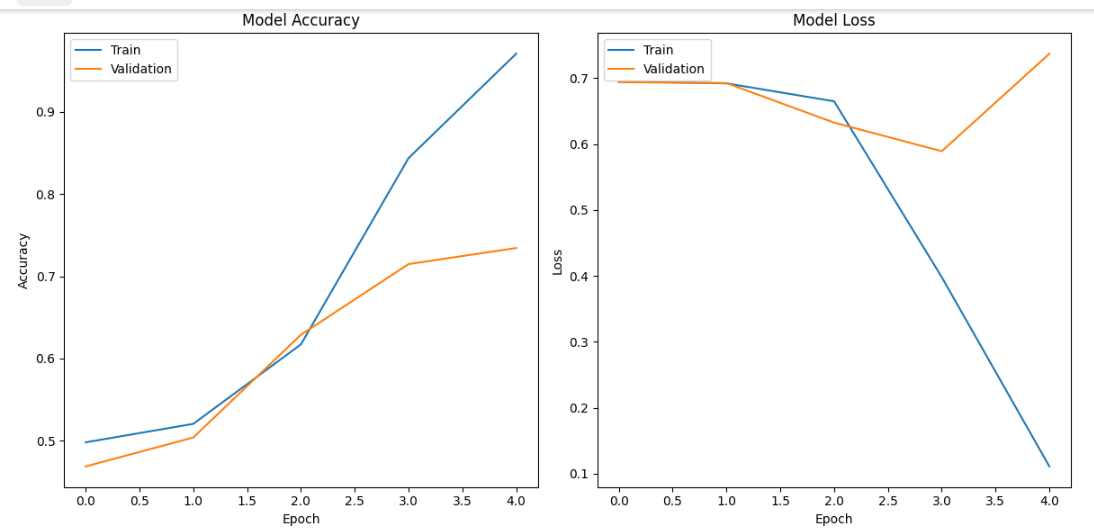 Model Accuracy
Train
Validation
0.9
0.8
0.7
0.6
0.5
Accuracy
0.0 0.5 1.0 1.5 2.0 2.5 3.0 3.5 4.0
Epoch
Model Loss
Train
Validation
0.7
0.6
0.5
0.4
0.3
0.2
0.1
Loss
0.0 0.5 1.0 1.5 2.0 2.5 3.0 3.5 4.0
Epoch